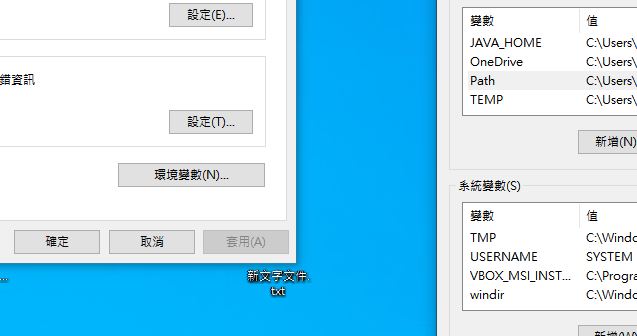 設定(E)...
錯資訊
設定(T)...
環境變數(N)...
確定
取消
套用(A)
...
新文字文件.
txt
變數 值
JAVA_HOME C:\Users\
OneDrive C:\Users\
Path C:\Users\
TEMP C:\Users\
新增(N)
系統變數(S)
變數 值
TMP C:\Windo
USERNAME SYSTEM
VBOX_MSI_INST... C:\Progra
windir C:\Windo